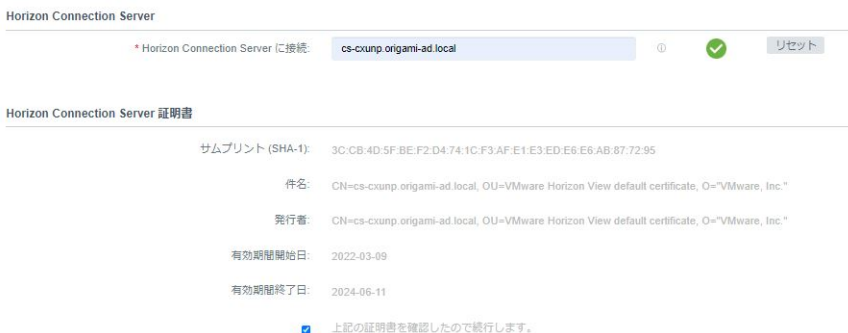 Horizon Connection Server
* Horizon Connection Server に接続: cs-cxunp.origami-ad.local リセット
Horizon Connection Server 証明書
サムプリント (SHA-1): 3C:CB:4D:5F:BE:F2:D4:74:1C:F3:AF:E1:E3:ED:E6:E6:AB:87:72:95
件名: CN=cs-cxunp.origami-ad.local, OU=VMware Horizon View default certificate, O="VMware, Inc."
発行者: CN=cs-cxunp.origami-ad.local, OU=VMware Horizon View default certificate, O="VMware, Inc."
有効期間開始日: 2022-03-09
有効期間終了日: 2024-06-11
上記の証明書を確認したので続行します。